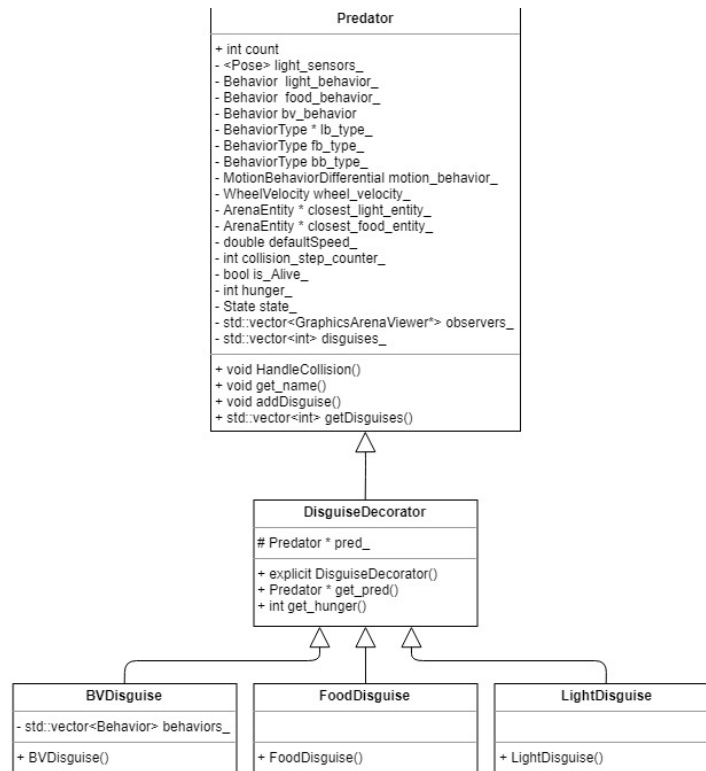 Predator
+ int count
- <Pose> light_sensors_
- Behavior light_behavior_
- Behavior food_behavior_
- Behavior bv_behavior
- BehaviorType * lb_type_
- BehaviorType fb_type_
- BehaviorType bb_type_
- MotionBehaviorDifferential motion_behavior_
- WheelVelocity wheel_velocity_
- ArenaEntity * closest_light_entity_
- ArenaEntity * closest_food_entity_
- double defaultSpeed_
- int collision_step_counter_
- bool is_Alive_
- int hunger_
- State state_
- std::vector<GraphicsArenaViewer*> observers_
- std::vector<int> disguises_
+ void HandleCollision()
+ void get_name()
+ void addDisguise()
+ std::vector<int> getDisguises()
DisguiseDecorator
# Predator * pred_
+ explicit DisguiseDecorator()
+ Predator * get_pred()
+ int get_hunger()
BVDisguise
- std::vector<Behavior> behaviors_
+ BVDisguise()
FoodDisguise
+ FoodDisguise()
LightDisguise
+ LightDisguise()